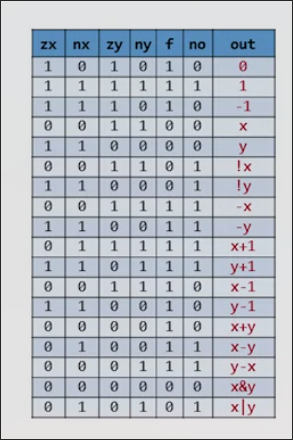 zx nx zy ny f no out
1 0 1 0 1 0 0
1 1 1 1 1 1 1
1 1 1 0 1 0 -1
0 0 1 1 0 0 x
1 1 0 0 0 0 y
0 0 1 1 0 1 !x
1 1 0 0 0 1 !y
0 0 1 1 1 1 -x
1 1 0 0 1 1 -y
0 1 1 1 1 1 x+1
1 1 0 1 1 1 y+1
0 0 1 1 1 0 x-1
1 1 0 0 1 0 y-1
0 0 0 0 1 0 x+y
0 1 0 0 1 1 x-y
0 0 0 1 1 1 y-x
0 0 0 0 0 0 x&y
0 1 0 1 0 1 x|y